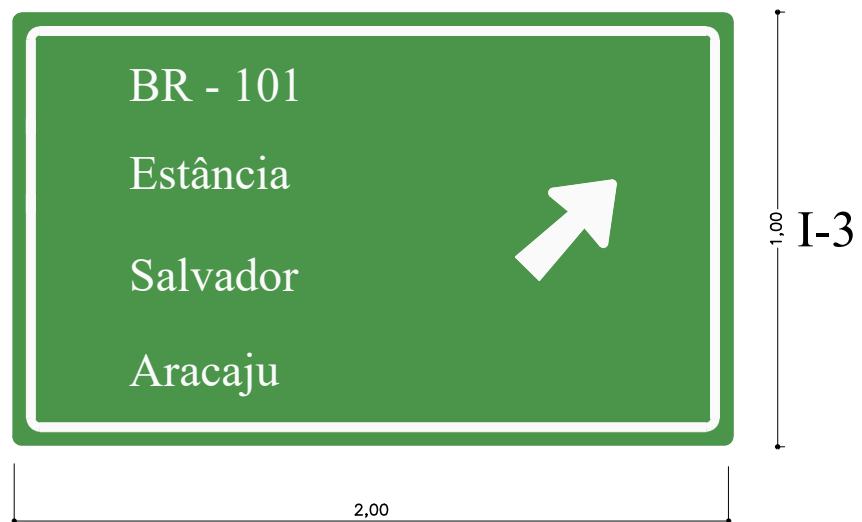 BR - 101
Estância
Salvador
Aracaju
1,00
I-3
2,00